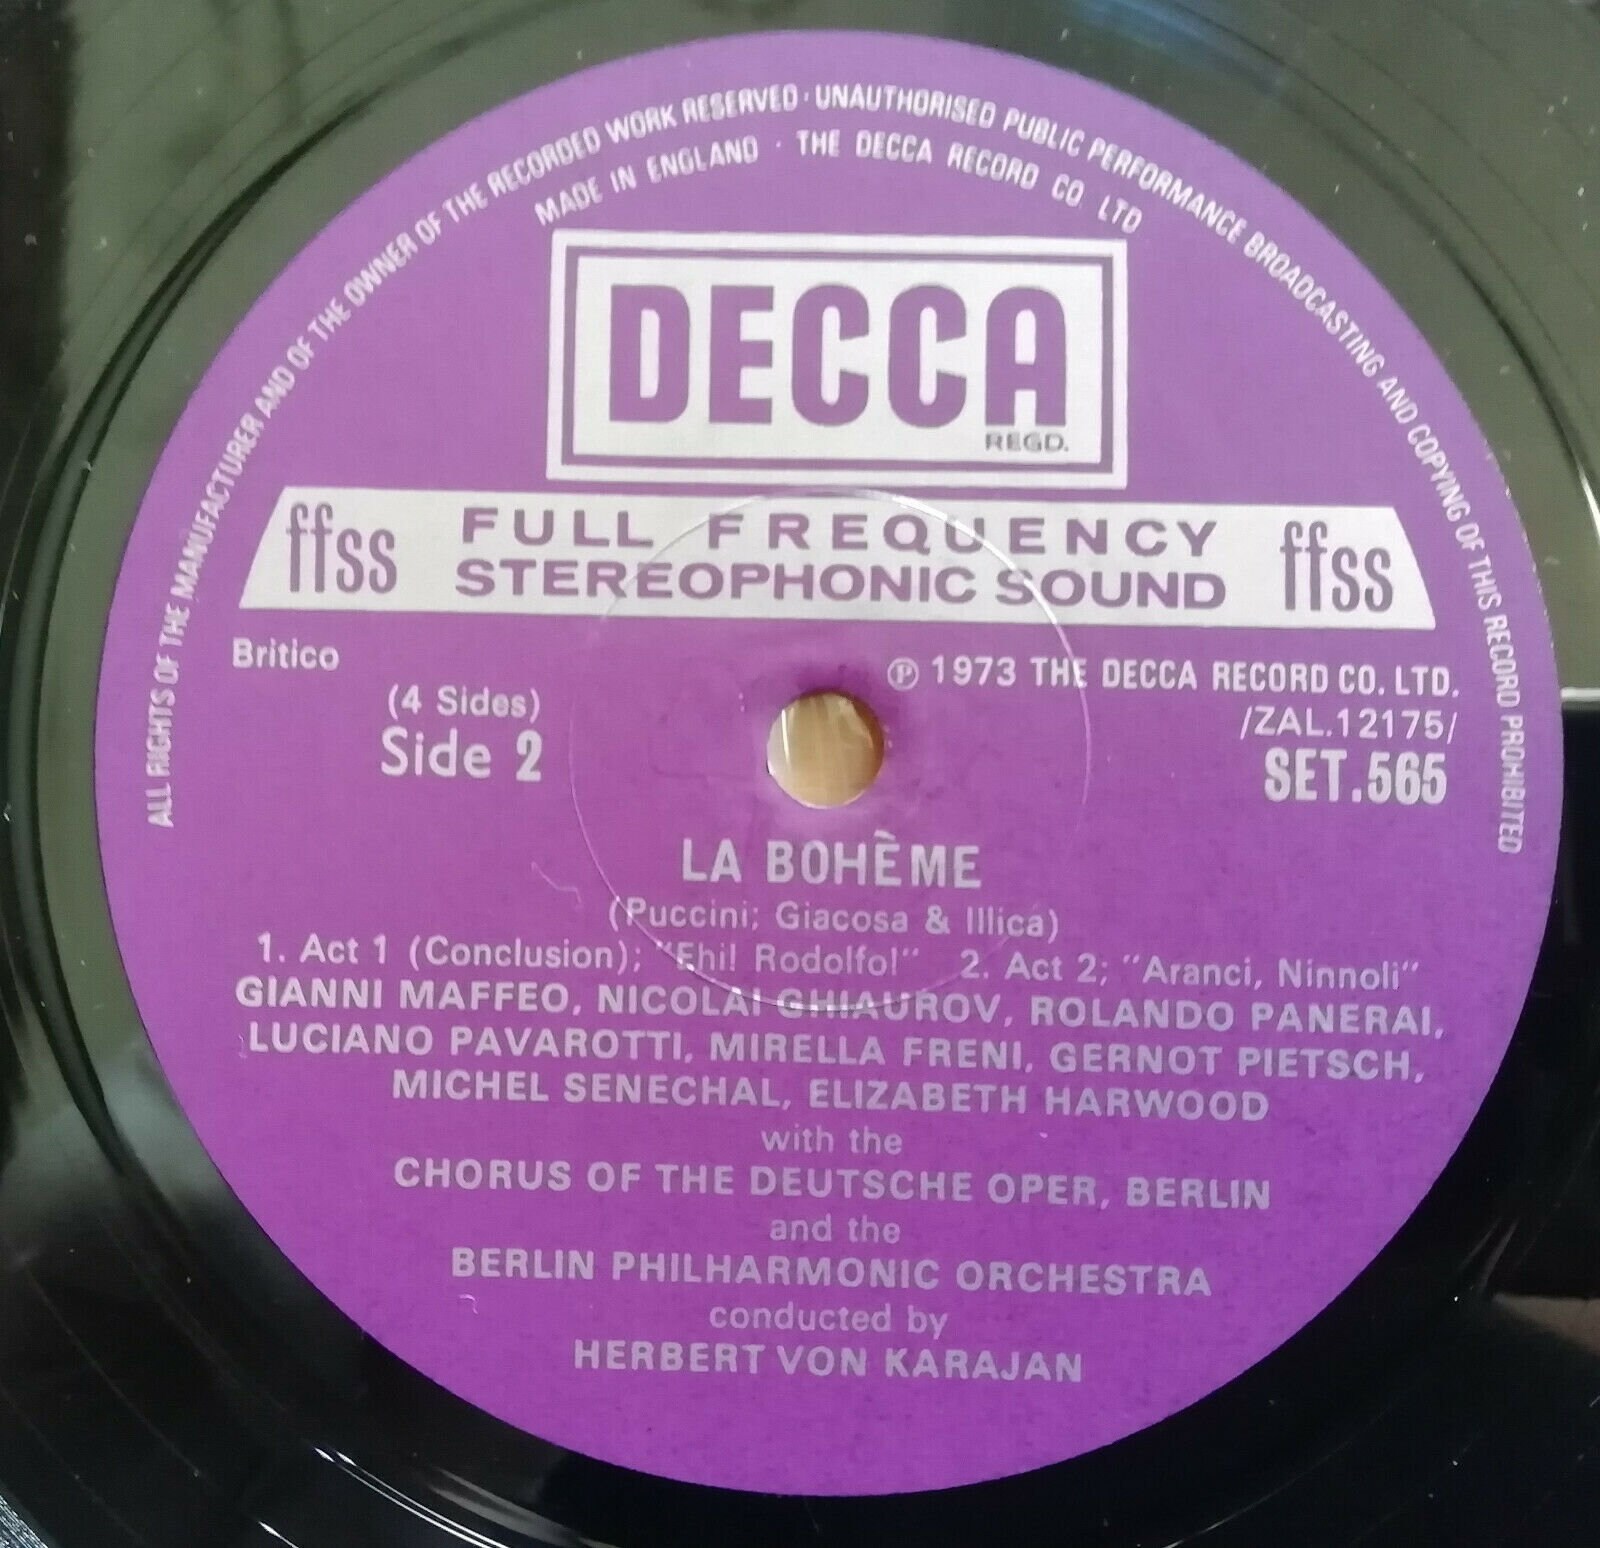 ALL RIGHTS OF THE MANUFACTURER AND OF THE OWNER OF THE RECORDED WORK RESERVED · UNAUTHORISED PUBLIC PERFORMANCE BROADCASTING AND COPYING OF THIS RECORD PROHIBITED
MADE IN ENGLAND · THE DECCA RECORD CO LTD
DECCA
REGD.
ffss FULL FREQUENCY ffss
STEREOPHONIC SOUND
Britico
℗ 1973 THE DECCA RECORD CO. LTD.
(4 Sides)
/ZAL.12175/
Side 2
SET.565
LA BOHÈME
(Puccini; Giacosa & Illica)
1. Act 1 (Conclusion); "Ehi! Rodolfo!" 2. Act 2; "Aranci, Ninnoli"
GIANNI MAFFEO, NICOLAI GHIAUROV, ROLANDO PANERAI,
LUCIANO PAVAROTTI, MIRELLA FRENI, GERNOT PIETSCH,
MICHEL SENECHAL, ELIZABETH HARWOOD
with the
CHORUS OF THE DEUTSCHE OPER, BERLIN
and the
BERLIN PHILHARMONIC ORCHESTRA
conducted by
HERBERT VON KARAJAN